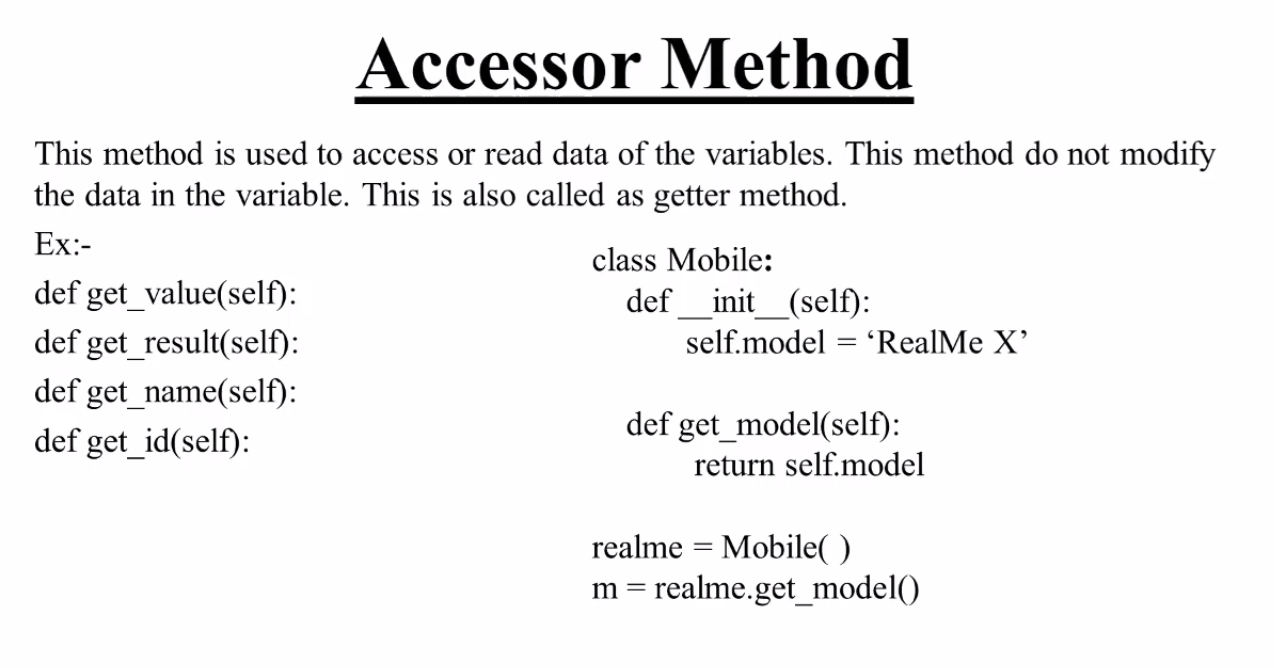 Accessor Method
This method is used to access or read data of the variables. This method do not modify
the data in the variable. This is also called as getter method.
Ex:-
def get_value(self):
def get_result(self):
def get_name(self):
def get_id(self):
class Mobile:
def __init__(self):
self.model = ‘RealMe X’
def get_model(self):
return self.model
realme = Mobile( )
m = realme.get_model()